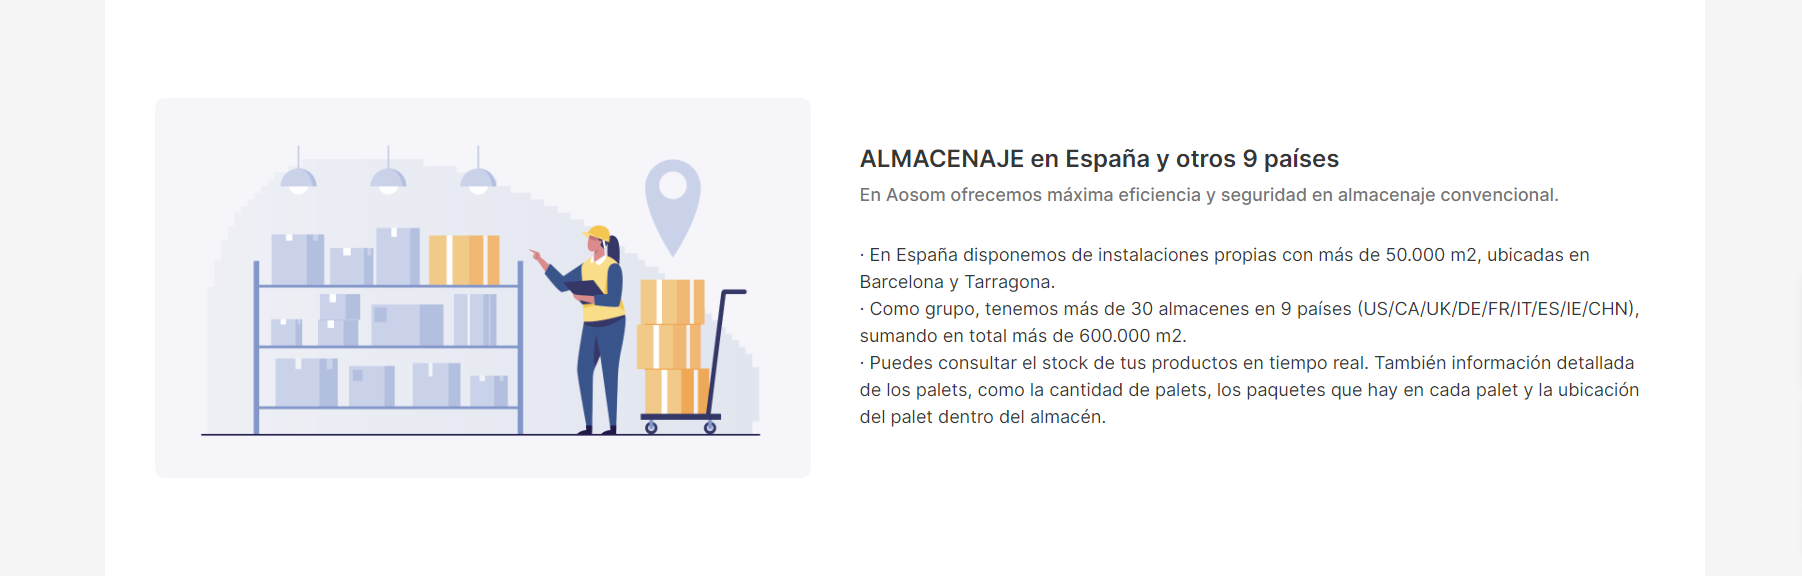 ALMACENAJE en España y otros 9 países
En Aosom ofrecemos máxima eficiencia y seguridad en almacenaje convencional.
· En España disponemos de instalaciones propias con más de 50.000 m2, ubicadas en
Barcelona y Tarragona.
· Como grupo, tenemos más de 30 almacenes en 9 países (US/CA/UK/DE/FR/IT/ES/IE/CHN),
sumando en total más de 600.000 m2.
· Puedes consultar el stock de tus productos en tiempo real. También información detallada
de los palets, como la cantidad de palets, los paquetes que hay en cada palet y la ubicación
del palet dentro del almacén.